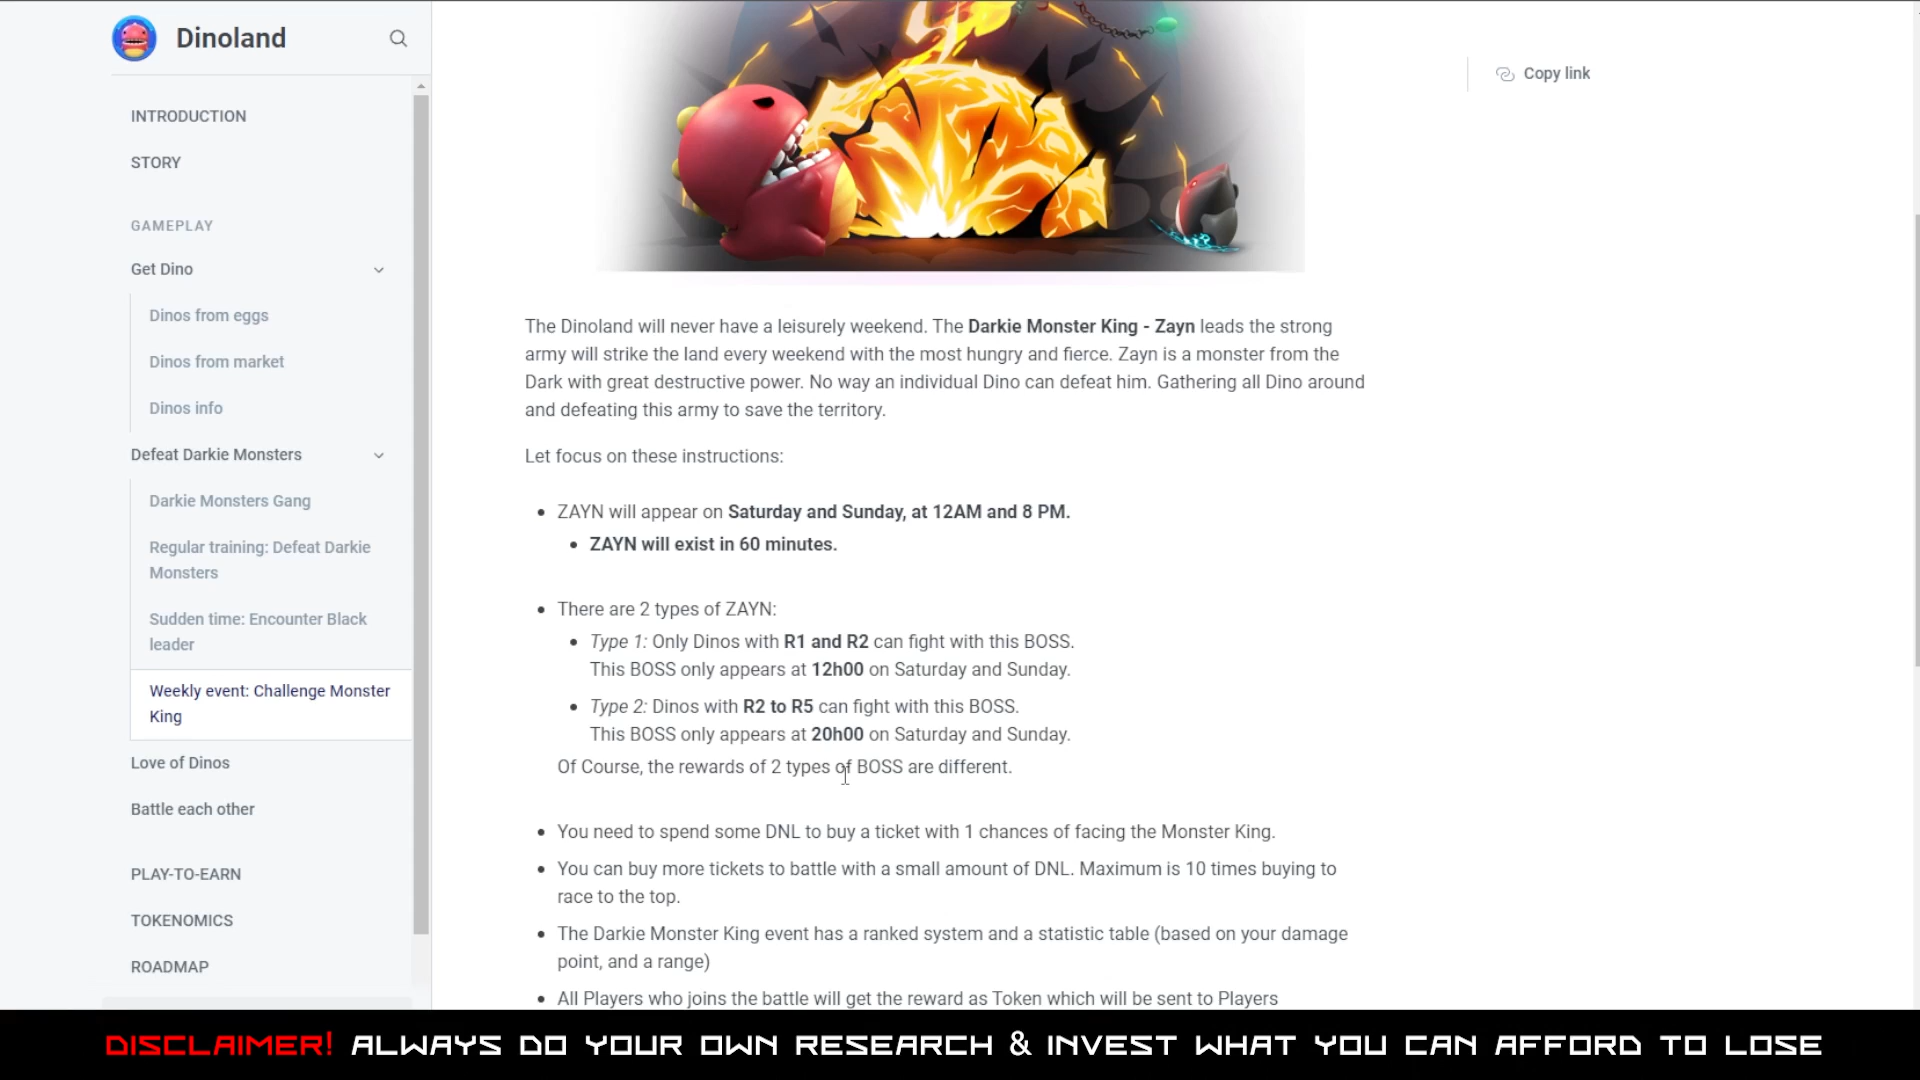 Dinoland
INTRODUCTION
STORY
GAMEPLAY
Get Dino
Dinos from eggs
Dinos from market
Dinos info
Defeat Darkie Monsters
Darkie Monsters Gang
Regular training: Defeat Darkie
Monsters
Sudden time: Encounter Black
leader
Weekly event: Challenge Monster
King
Love of Dinos
Battle each other
PLAY-TO-EARN
TOKENOMICS
ROADMAP
Copy link
The Dinoland will never have a leisurely weekend. The Darkie Monster King - Zayn leads the strong
army will strike the land every weekend with the most hungry and fierce. Zayn is a monster from the
Dark with great destructive power. No way an individual Dino can defeat him. Gathering all Dino around
and defeating this army to save the territory.
Let focus on these instructions:
• ZAYN will appear on Saturday and Sunday, at 12AM and 8 PM.
• ZAYN will exist in 60 minutes.
• There are 2 types of ZAYN:
• Type 1: Only Dinos with R1 and R2 can fight with this BOSS.
This BOSS only appears at 12h00 on Saturday and Sunday.
• Type 2: Dinos with R2 to R5 can fight with this BOSS.
This BOSS only appears at 20h00 on Saturday and Sunday.
Of Course, the rewards of 2 types of BOSS are different.
• You need to spend some DNL to buy a ticket with 1 chances of facing the Monster King.
• You can buy more tickets to battle with a small amount of DNL. Maximum is 10 times buying to
race to the top.
• The Darkie Monster King event has a ranked system and a statistic table (based on your damage
point, and a range)
• All Players who joins the battle will get the reward as Token which will be sent to Players
DISCLAIMER! ALWAYS DO YOUR OWN RESEARCH & INVEST WHAT YOU CAN AFFORD TO LOSE